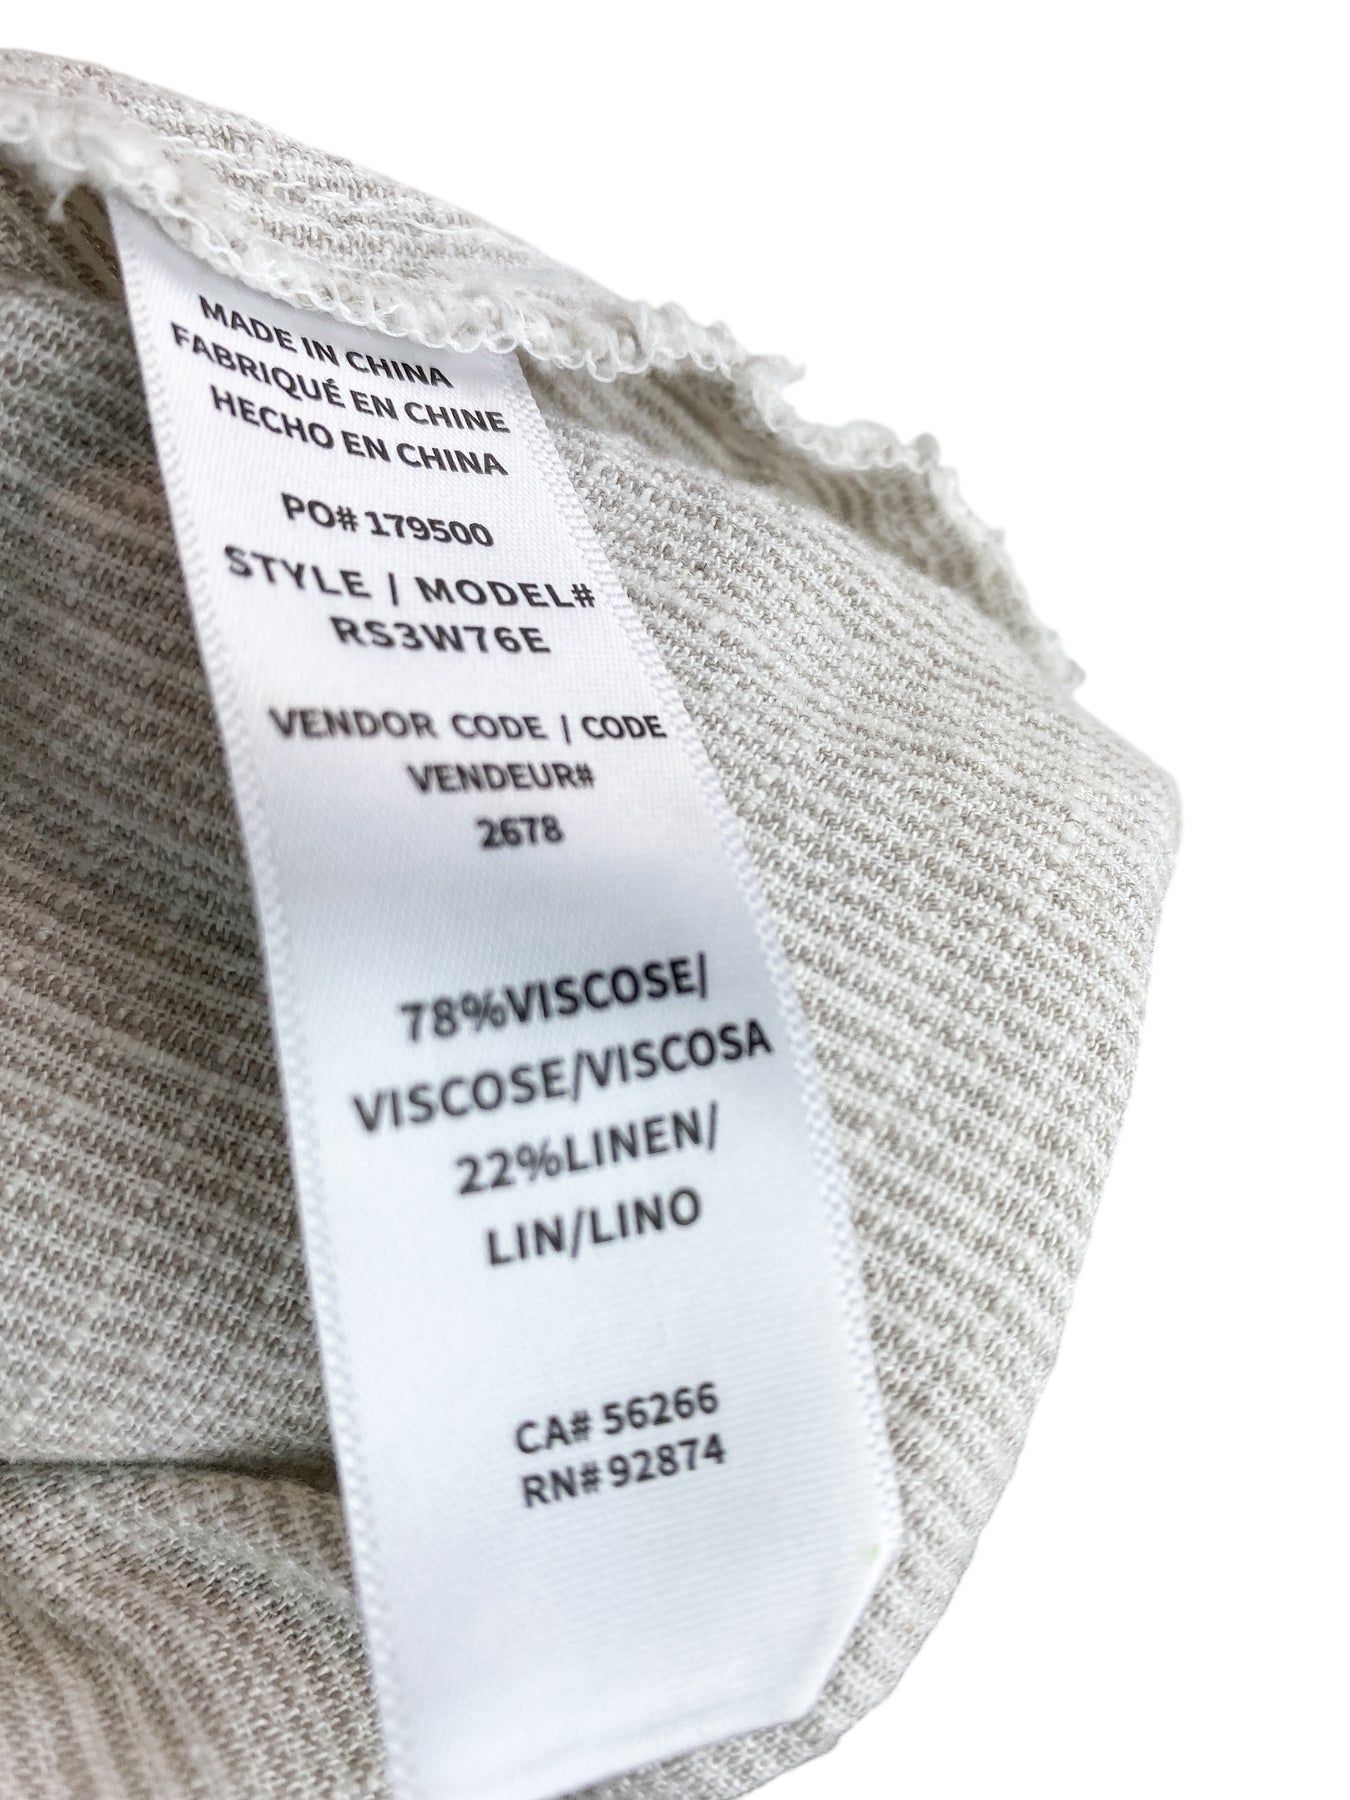 MADE IN CHINA
FABRIQUÉ EN CHINE
HECHO EN CHINA
PO# 179500
STYLE / MODEL#
RS3W76E
VENDOR CODE / CODE
VENDEUR#
2678
78%VISCOSE/
VISCOSE/VISCOSA
22%LINEN/
LIN/LINO
CA# 56266
RN# 92874